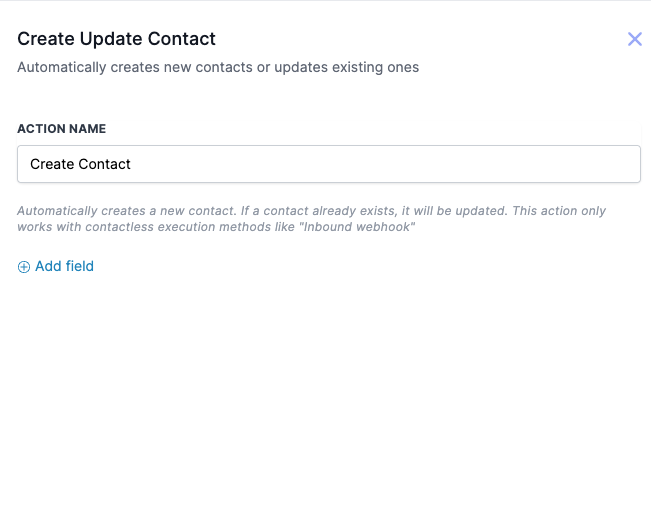 Create Update Contact
Automatically creates new contacts or updates existing ones
ACTION NAME
Create Contact
Automatically creates a new contact. If a contact already exists, it will be updated. This action only
works with contactless execution methods like "Inbound webhook"
Add field